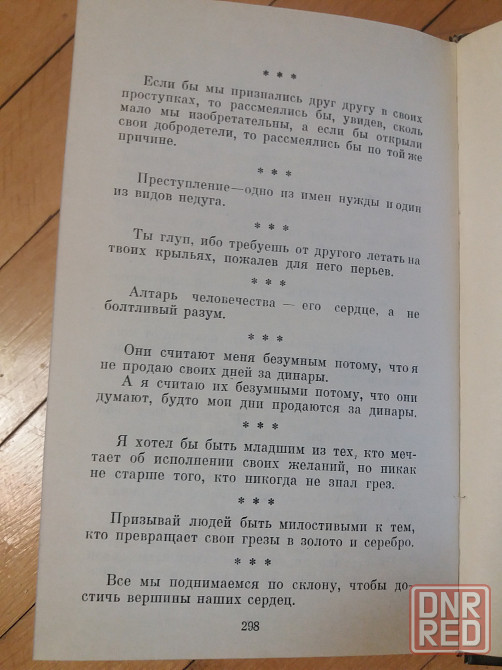 * * *
Если бы мы признались друг другу в своих
проступках, то рассмеялись бы, увидев, сколь
мало мы изобретательны, а если бы открыли
свои добродетели, то рассмеялись бы по той же
причине.
* * *
Преступление—одно из имен нужды и один
из видов недуга.
* * *
Ты глуп, ибо требуешь от другого летать на
твоих крыльях, пожалев для него перьев.
* * *
Алтарь человечества — его сердце, а не
болтливый разум.
* * *
Они считают меня безумным потому, что я
не продаю своих дней за динары.
А я считаю их безумными потому, что они
думают, будто мои дни продаются за динары.
* * *
Я хотел бы быть младшим из тех, кто меч-
тает об исполнении своих желаний, но никак
не старше того, кто никогда не знал грез.
* * *
Призывай людей быть милостивыми к тем,
кто превращает свои грезы в золото и серебро.
* * *
Все мы поднимаемся по склону, чтобы до-
стичь вершины наших сердец.
298
DNR
RED